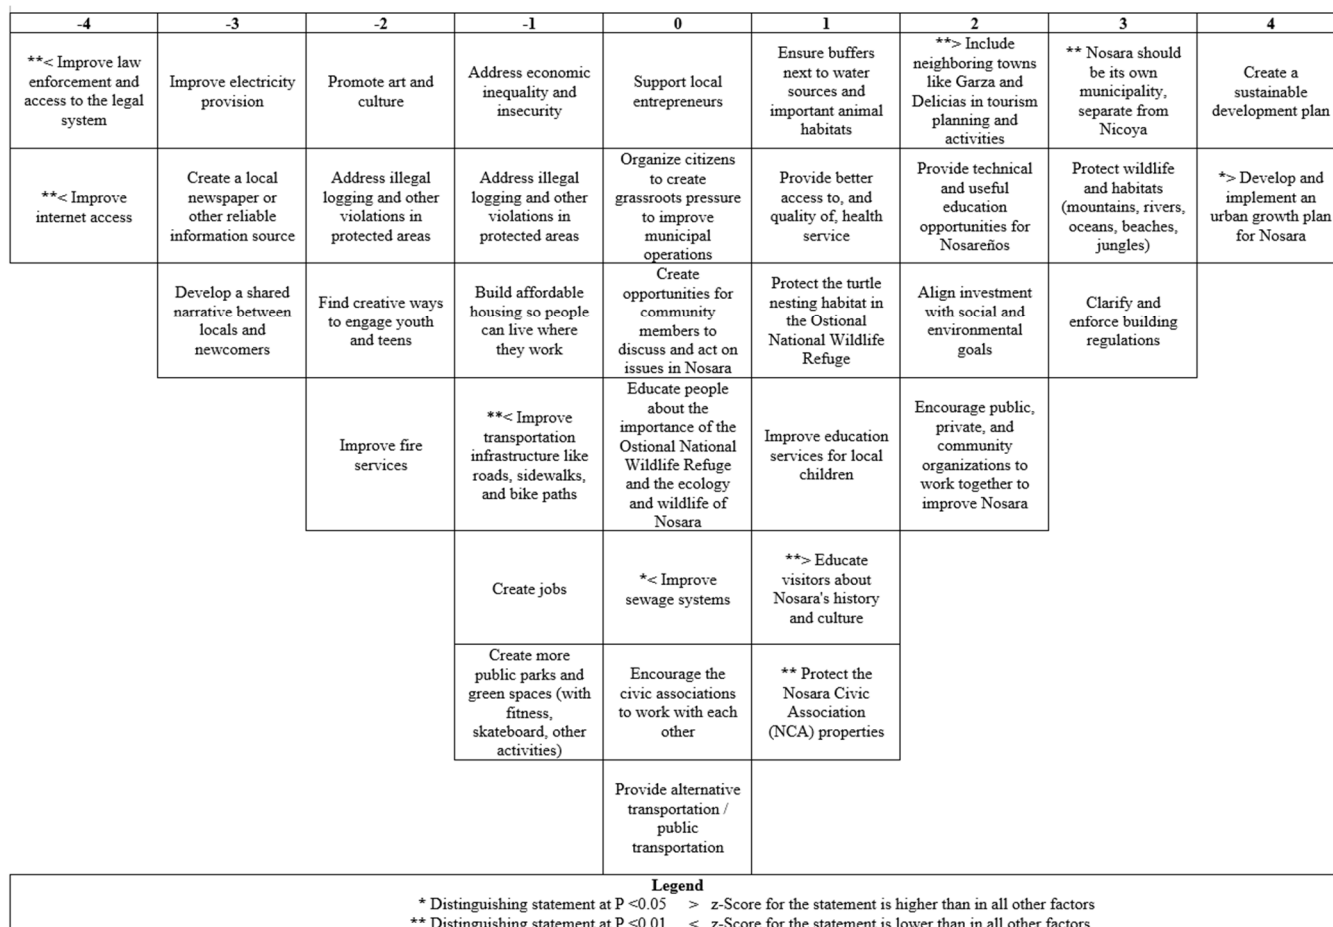 -4 -3 -2 -1 0 1 2 3 4
**< Improve law
enforcement and
access to the legal
system
Improve electricity
provision
Promote art and
culture
Address economic
inequality and
insecurity
Support local
entrepreneurs
Ensure buffers
next to water
sources and
important animal
habitats
**> Include
neighboring towns
like Garza and
Delicias in tourism
planning and
activities
** Nosara should
be its own
municipality,
separate from
Nicoya
Create a
sustainable
development plan
**< Improve
internet access
Create a local
newspaper or
other reliable
information source
Address illegal
logging and other
violations in
protected areas
Address illegal
logging and other
violations in
protected areas
Organize citizens
to create
grassroots pressure
to improve
municipal
operations
Provide better
access to, and
quality of, health
service
Provide technical
and useful
education
opportunities for
Nosareños
Protect wildlife
and habitats
(mountains, rivers,
oceans, beaches,
jungles)
*> Develop and
implement an
urban growth plan
for Nosara
Develop a shared
narrative between
locals and
newcomers
Find creative ways
to engage youth
and teens
Build affordable
housing so people
can live where
they work
Create
opportunities for
community
members to
discuss and act on
issues in Nosara
Protect the turtle
nesting habitat in
the Ostional
National Wildlife
Refuge
Align investment
with social and
environmental
goals
Clarify and
enforce building
regulations
Improve fire
services
**< Improve
transportation
infrastructure like
roads, sidewalks,
and bike paths
Educate people
about the
importance of the
Ostional National
Wildlife Refuge
and the ecology
and wildlife of
Nosara
Improve education
services for local
children
Encourage public,
private, and
community
organizations to
work together to
improve Nosara
Create jobs
*< Improve
sewage systems
**> Educate
visitors about
Nosara's history
and culture
Create more
public parks and
green spaces (with
fitness,
skateboard, other
activities)
Encourage the
civic associations
to work with each
other
** Protect the
Nosara Civic
Association
(NCA) properties
Provide alternative
transportation /
public
transportation
Legend
* Distinguishing statement at P <0.05 > z-Score for the statement is higher than in all other factors
** Distinguishing statement at P <0.01 < z-Score for the statement is lower than in all other factors